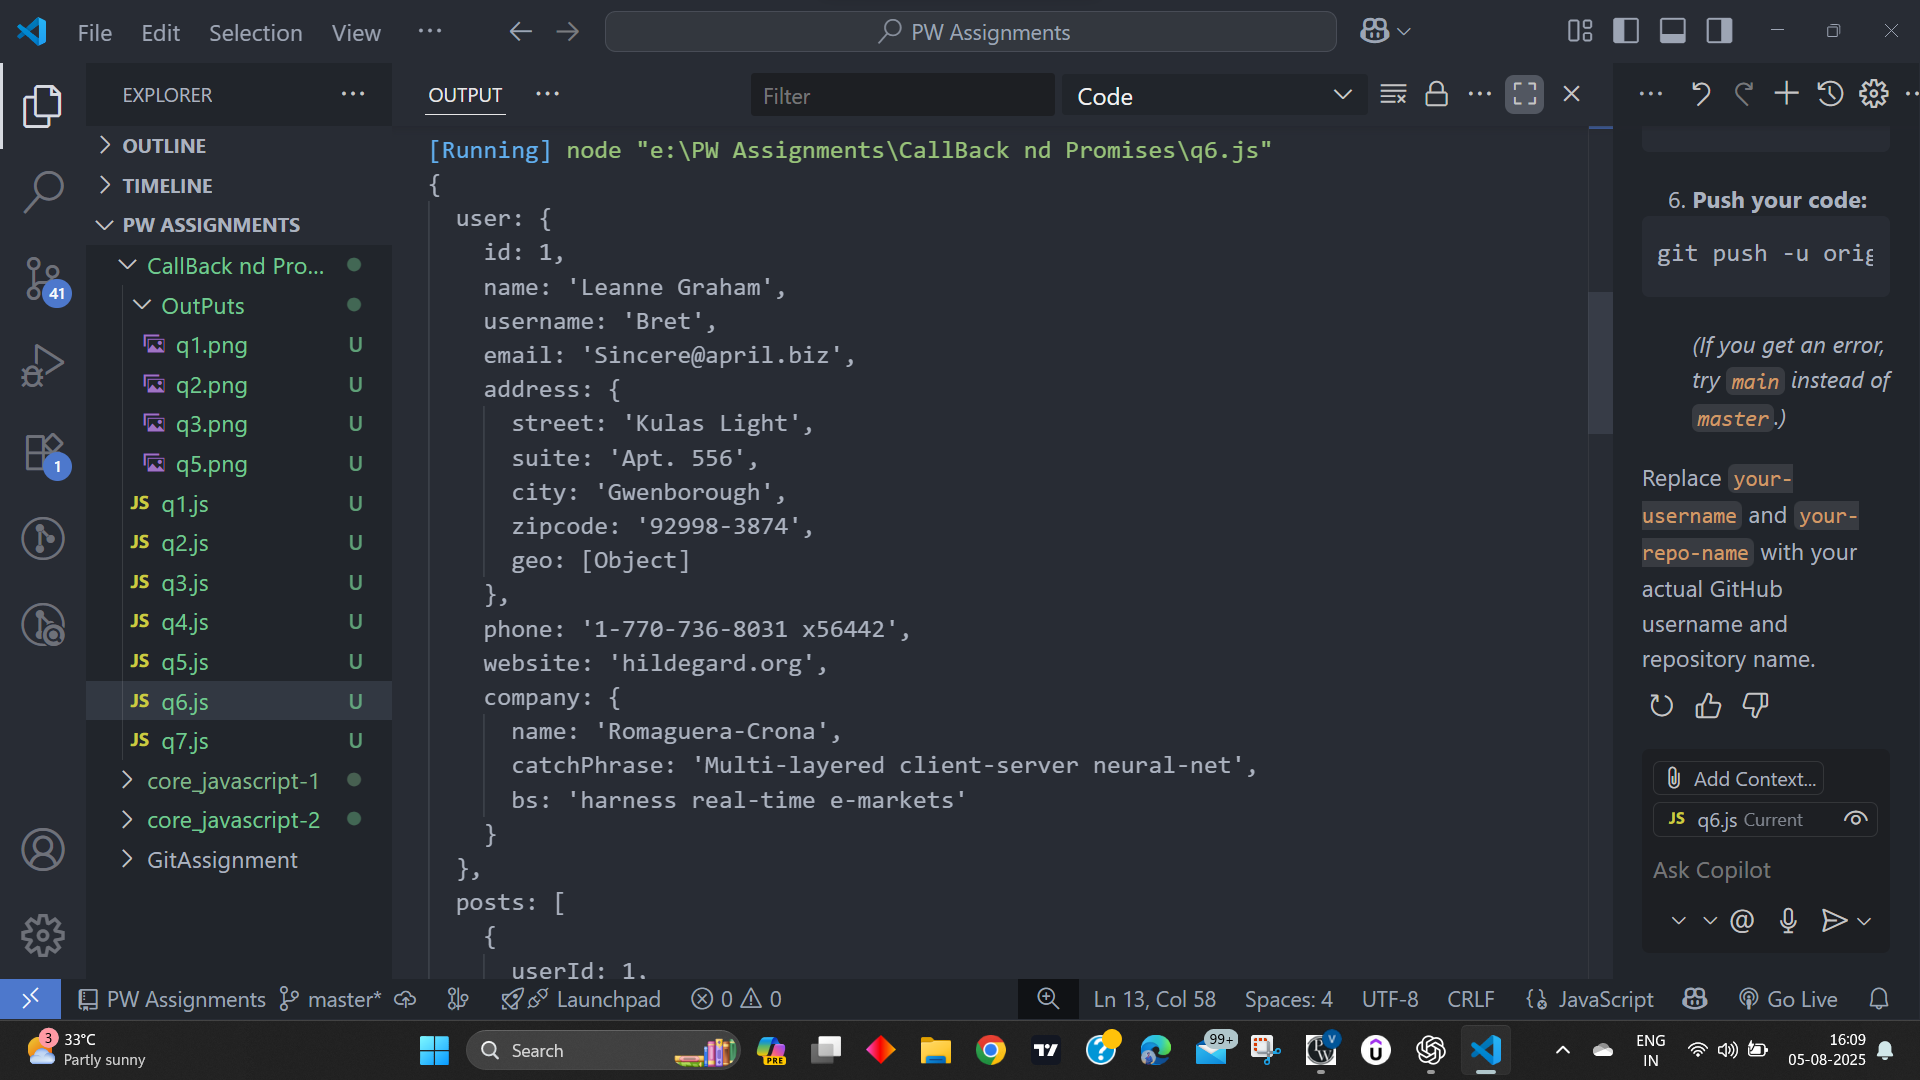 File Edit Selection View ...
PW Assignments
EXPLORER
OUTLINE
TIMELINE
PW ASSIGNMENTS
CallBack nd Pro...
OutPuts
q1.png U
q2.png U
q3.png U
q5.png U
JS q1.js U
JS q2.js U
JS q3.js U
JS q4.js U
JS q5.js U
JS q6.js U
JS q7.js U
core_javascript-1
core_javascript-2
GitAssignment
41
1
OUTPUT
Filter
Code
[Running] node "e:\PW Assignments\CallBack nd Promises\q6.js"
{
user: {
id: 1,
name: 'Leanne Graham',
username: 'Bret',
email: 'Sincere@april.biz',
address: {
street: 'Kulas Light',
suite: 'Apt. 556',
city: 'Gwenborough',
zipcode: '92998-3874',
geo: [Object]
},
phone: '1-770-736-8031 x56442',
website: 'hildegard.org',
company: {
name: 'Romaguera-Crona',
catchPhrase: 'Multi-layered client-server neural-net',
bs: 'harness real-time e-markets'
}
},
posts: [
{
userId: 1,
6. Push your code:
git push -u orig
(If you get an error,
try main instead of
master.)
Replace your-
username and your-
repo-name with your
actual GitHub
username and
repository name.
Add Context...
JS q6.js Current
Ask Copilot
PW Assignments master* Launchpad 0 0
Ln 13, Col 58 Spaces: 4 UTF-8 CRLF JavaScript Go Live
3
33°C
Partly sunny
Search
PRE
99+
V
ENG
IN
16:09
05-08-2025